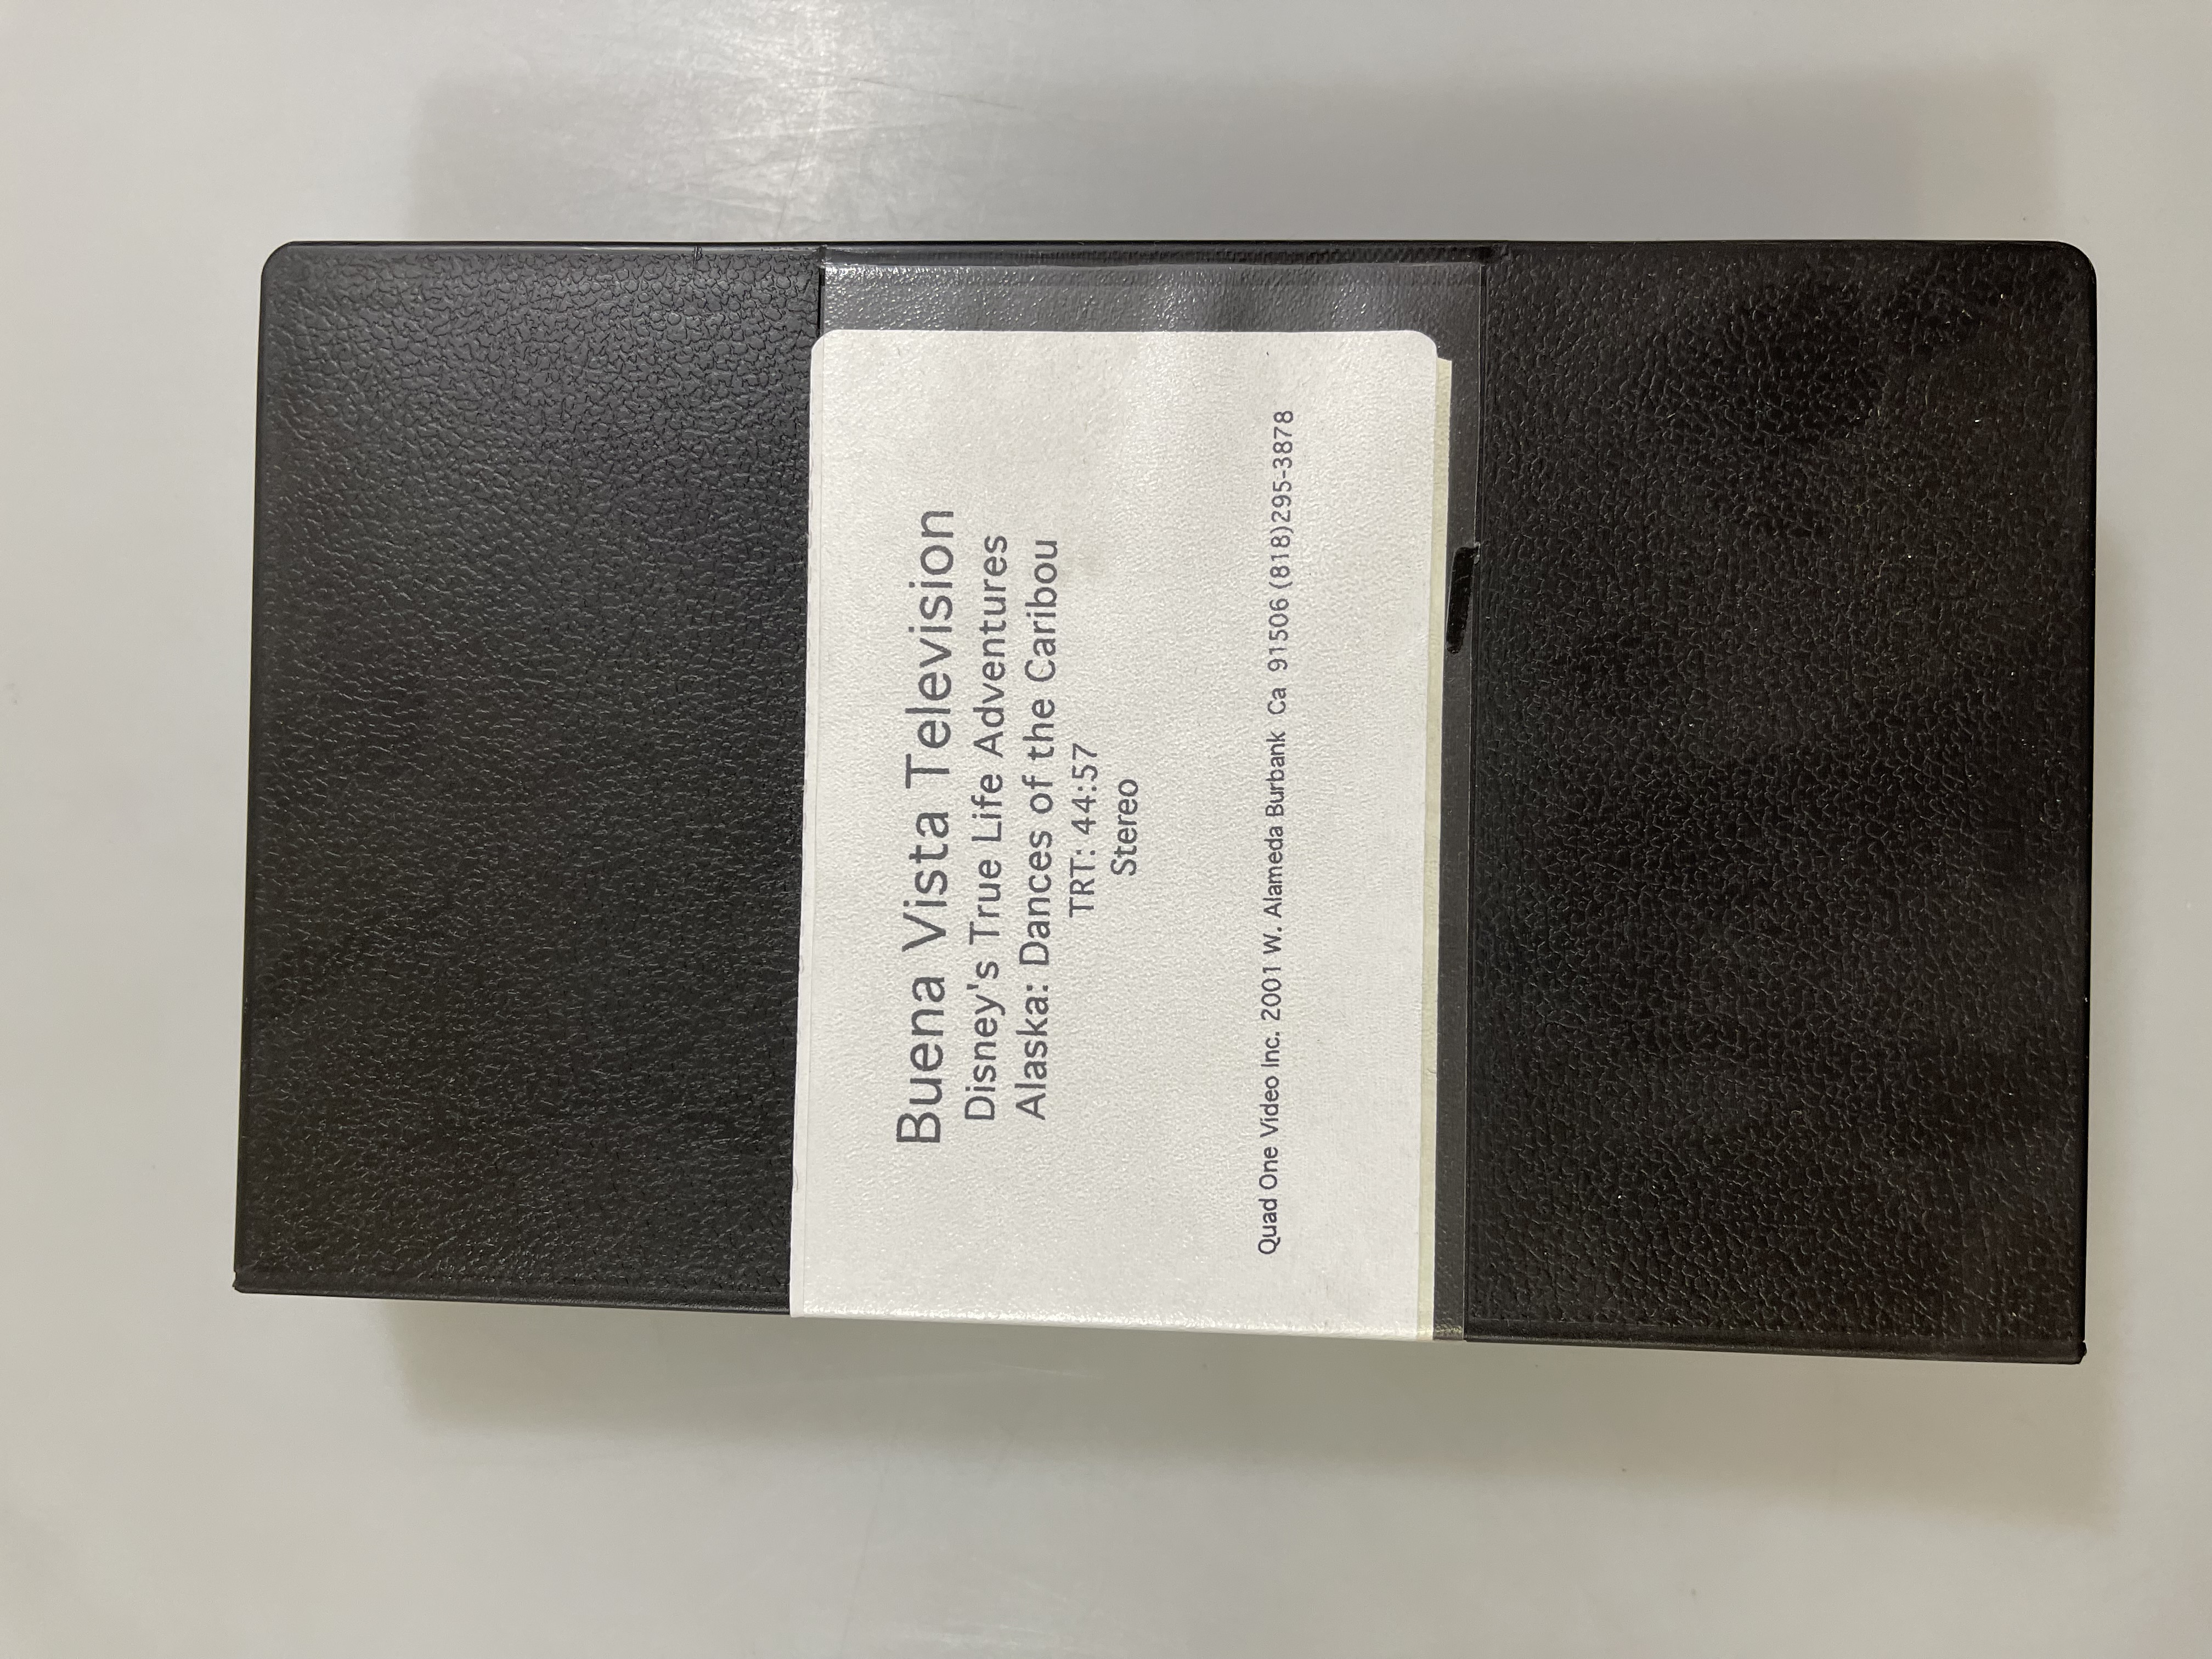 Buena Vista Television
Disney's True Life Adventures
Alaska: Dances of the Caribou
TRT: 44:57
Stereo
Quad One Video Inc. 2001 W. Alameda Burbank Ca 91506 (818)295-3878